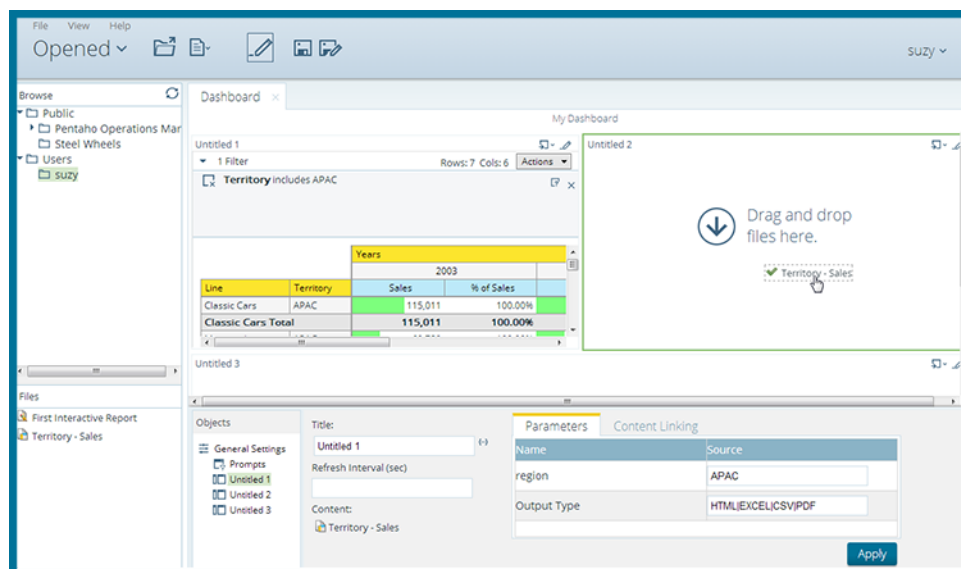 File View Help
Opened
suzy
Browse
Public
Pentaho Operations Mar
Steel Wheels
Users
suzy
Files
First Interactive Report
Territory - Sales
Dashboard
My Dashboard
Untitled 1
1 Filter
Rows: 7 Cols: 6 Actions
Territory includes APAC
Years
2003
Line Territory Sales % of Sales
Classic Cars APAC 115,011 100.00%
Classic Cars Total 115,011 100.00%
Untitled 2
Drag and drop
files here.
Territory - Sales
Untitled 3
Objects
General Settings
Prompts
Untitled 1
Untitled 2
Untitled 3
Title:
Untitled 1
Refresh Interval (sec)
Content:
Territory - Sales
Parameters Content Linking
Name Source
region APAC
Output Type HTML|EXCEL|CSV|PDF
Apply